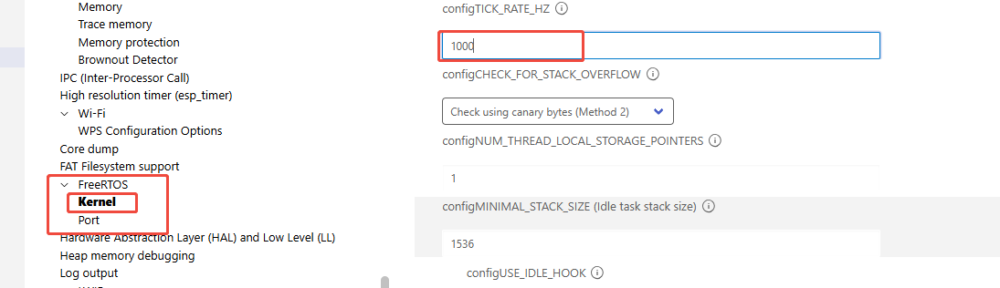 Memory
Trace memory
Memory protection
Brownout Detector
IPC (Inter-Processor Call)
High resolution timer (esp_timer)
Wi-Fi
WPS Configuration Options
Core dump
FAT Filesystem support
FreeRTOS
Kernel
Port
Hardware Abstraction Layer (HAL) and Low Level (LL)
Heap memory debugging
Log output
configTICK_RATE_HZ
1000
configCHECK_FOR_STACK_OVERFLOW
Check using canary bytes (Method 2)
configNUM_THREAD_LOCAL_STORAGE_POINTERS
1
configMINIMAL_STACK_SIZE (Idle task stack size)
1536
configUSE_IDLE_HOOK